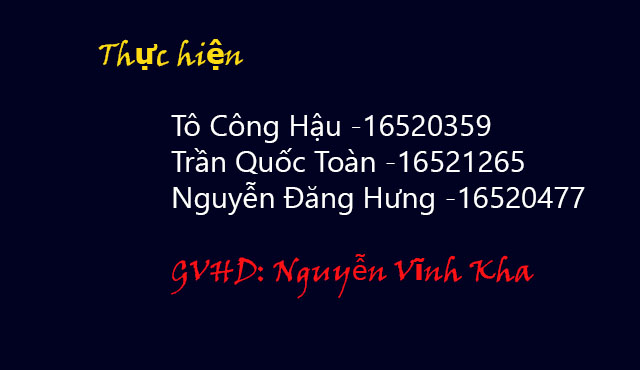 Thực hiện
Tô Công Hậu -16520359
Trần Quốc Toàn -16521265
Nguyễn Đăng Hưng -16520477
GVHD: Nguyễn Vĩnh Kha